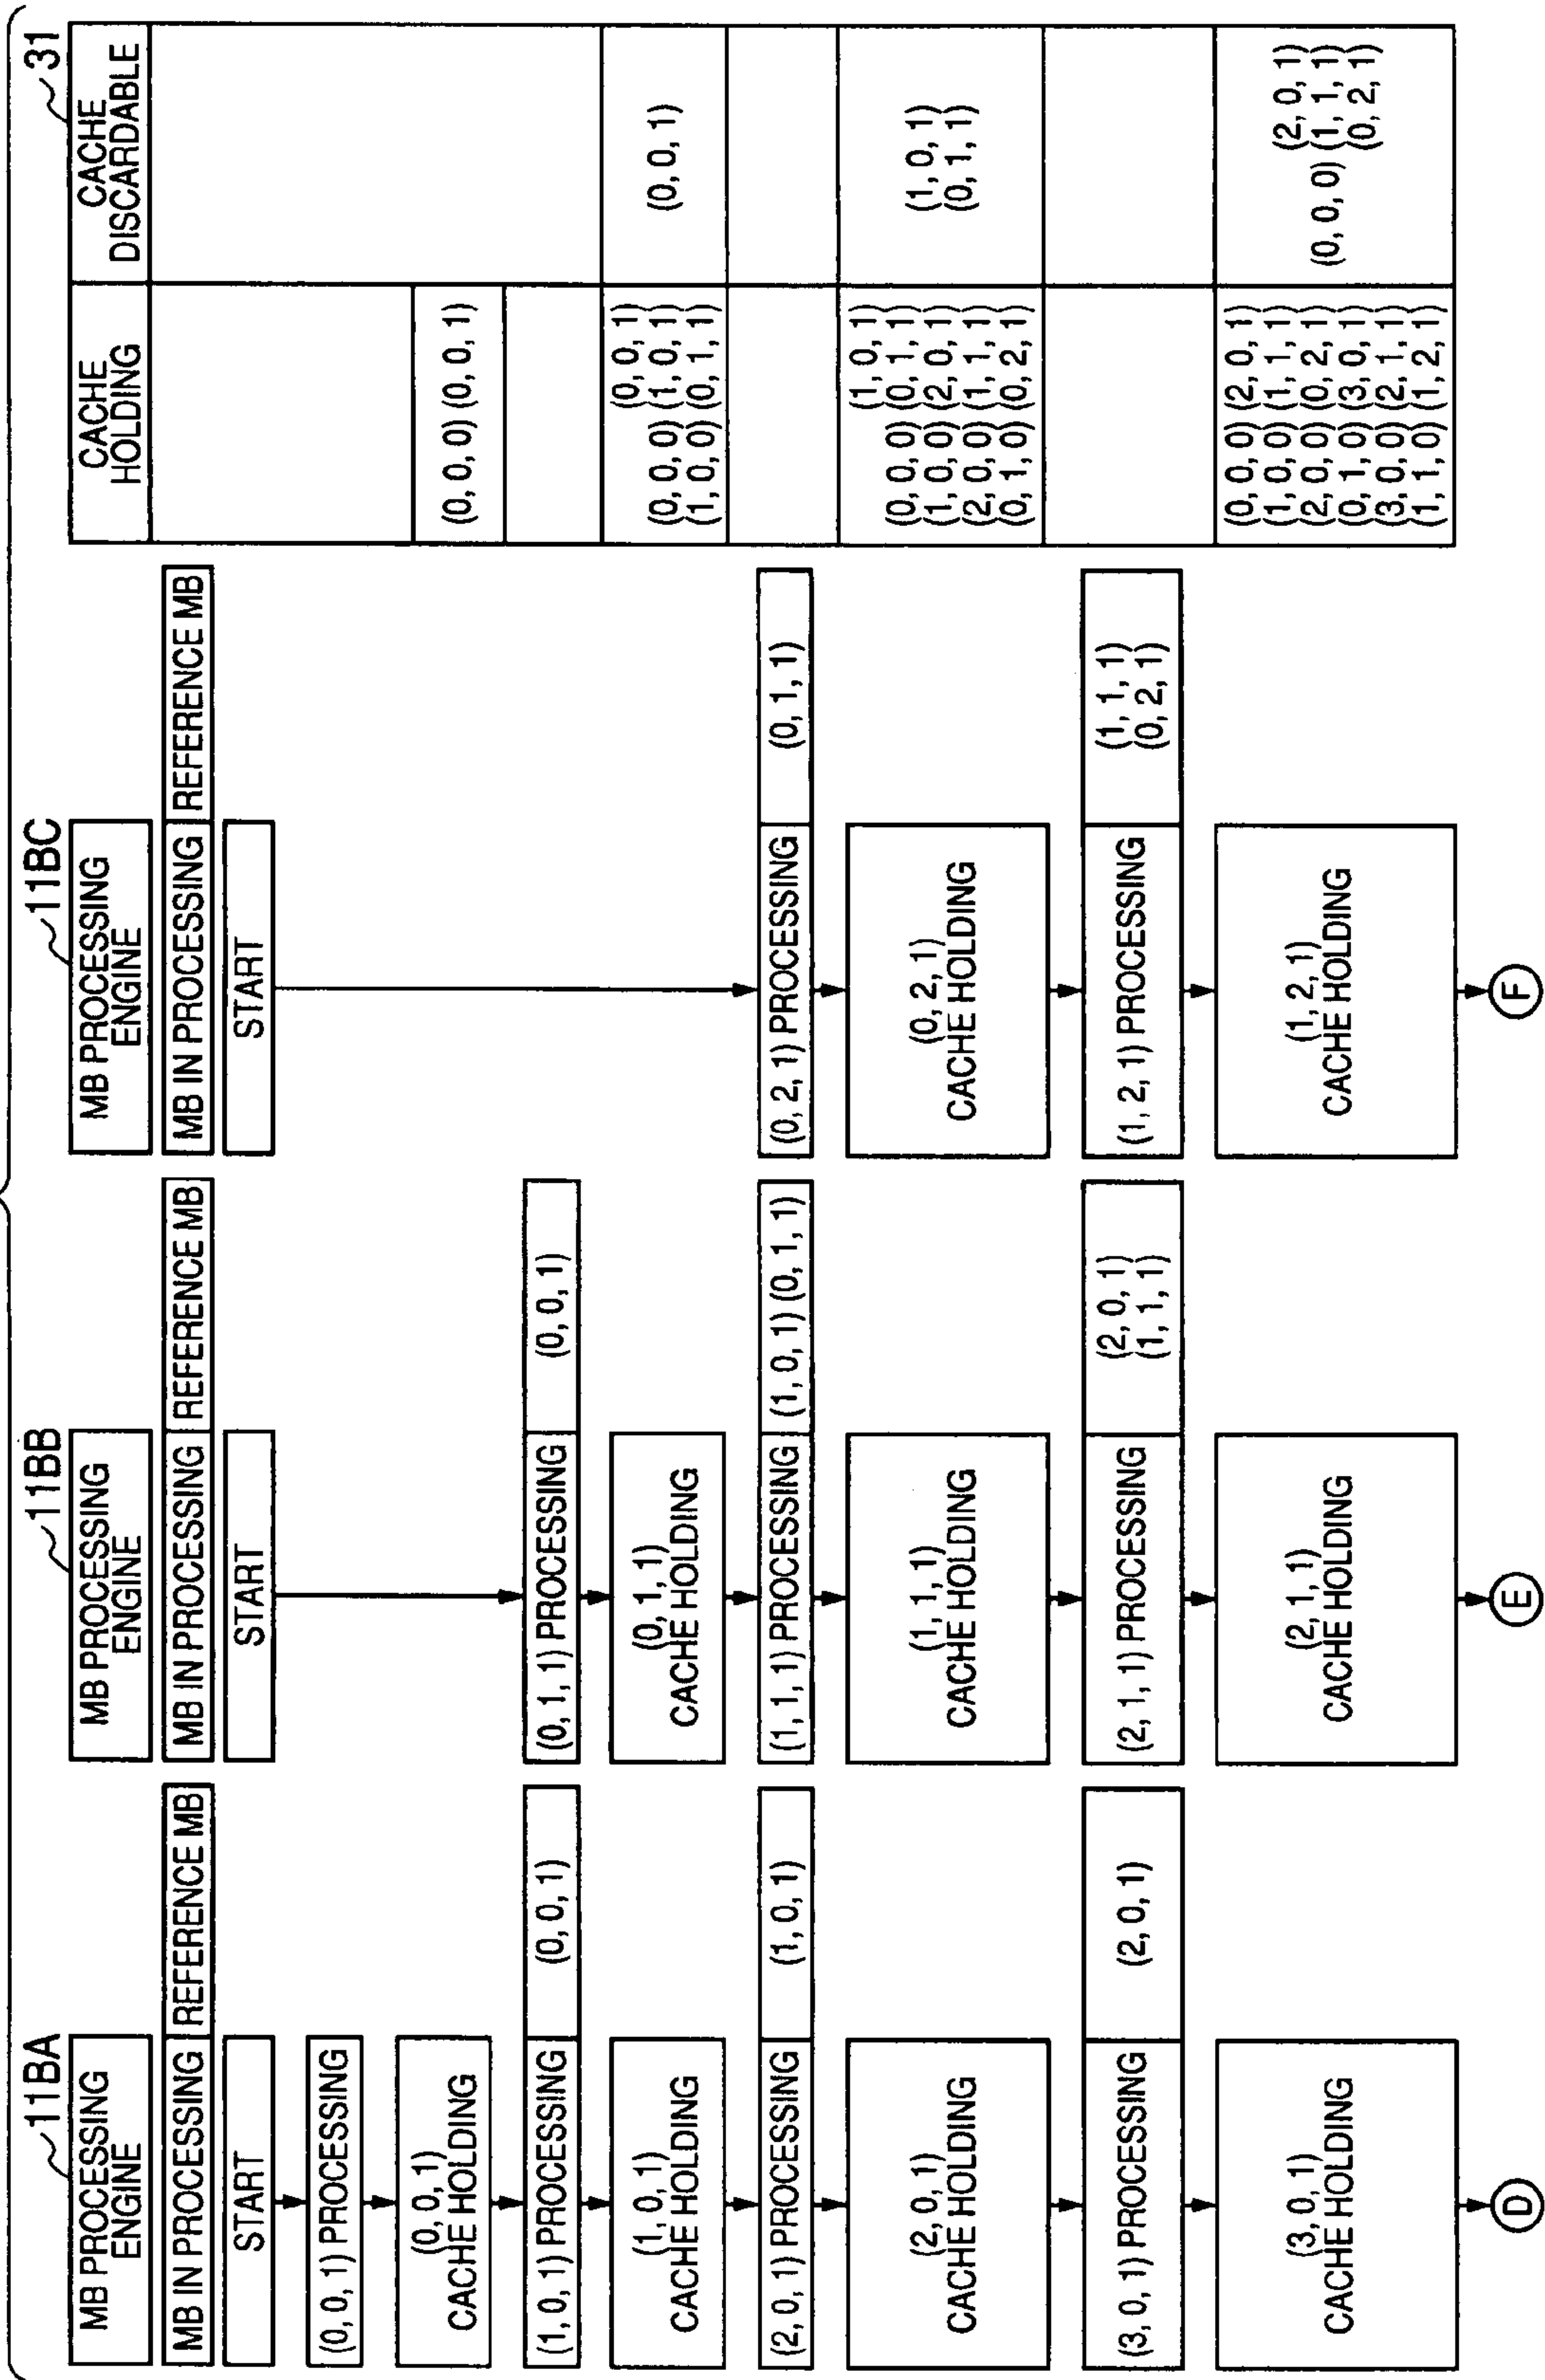 11BA
MB PROCESSING
ENGINE
MB IN PROCESSING
REFERENCE MB
START
(0, 0, 1) PROCESSING
(0, 0, 1)
CACHE HOLDING
(1, 0, 1) PROCESSING
(0, 0, 1)
(1, 0, 1)
CACHE HOLDING
(2, 0, 1) PROCESSING
(1, 0, 1)
(2, 0, 1)
CACHE HOLDING
(3, 0, 1) PROCESSING
(2, 0, 1)
(3, 0, 1)
CACHE HOLDING
D
11BB
MB PROCESSING
ENGINE
MB IN PROCESSING
REFERENCE MB
START
(0, 1, 1) PROCESSING
(0, 0, 1)
(0, 1, 1)
CACHE HOLDING
(1, 1, 1) PROCESSING
(1, 0, 1) (0, 1, 1)
(1, 1, 1)
CACHE HOLDING
(2, 1, 1) PROCESSING
(2, 0, 1)
(1, 1, 1)
(2, 1, 1)
CACHE HOLDING
E
11BC
MB PROCESSING
ENGINE
MB IN PROCESSING
REFERENCE MB
START
(0, 2, 1) PROCESSING
(0, 1, 1)
(0, 2, 1)
CACHE HOLDING
(1, 2, 1) PROCESSING
(1, 1, 1)
(0, 2, 1)
(1, 2, 1)
CACHE HOLDING
F
31
CACHE
HOLDING
CACHE
DISCARDABLE
(0, 0, 0) (0, 0, 1)
(0, 0, 1)
(0, 0, 0) (1, 0, 1)
(1, 0, 0) (0, 1, 1)
(0, 0, 1)
(1, 0, 1)
(0, 0, 0) (0, 1, 1)
(1, 0, 0) (2, 0, 1)
(2, 0, 0) (1, 1, 1)
(0, 1, 0) (0, 2, 1)
(1, 0, 1)
(0, 1, 1)
(0, 0, 0) (2, 0, 1)
(1, 0, 0) (1, 1, 1)
(2, 0, 0) (0, 2, 1)
(0, 1, 0) (3, 0, 1)
(3, 0, 0) (2, 1, 1)
(1, 1, 0) (1, 2, 1)
(2, 0, 1)
(0, 0, 0) (1, 1, 1)
(0, 2, 1)